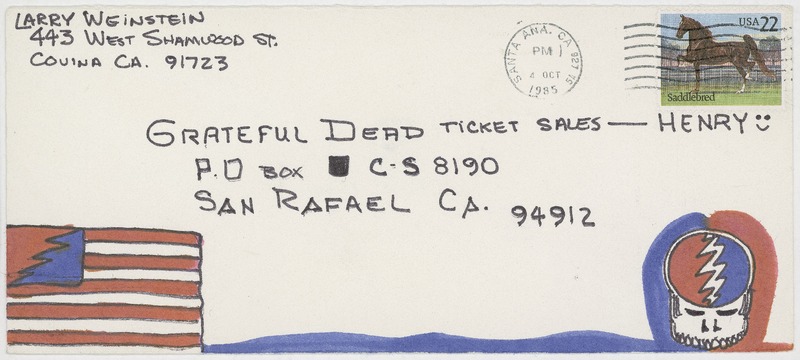 LARRY WEINSTEIN
443 WEST SHAMWOOD ST.
COVINA CA. 91723
SANTA ANA, CA 927
PM
4 OCT
1985
USA 22
Saddlebred
GRATEFUL DEAD TICKET SALES — HENRY
P.O BOX C-S 8190
SAN RAFAEL CA. 94912